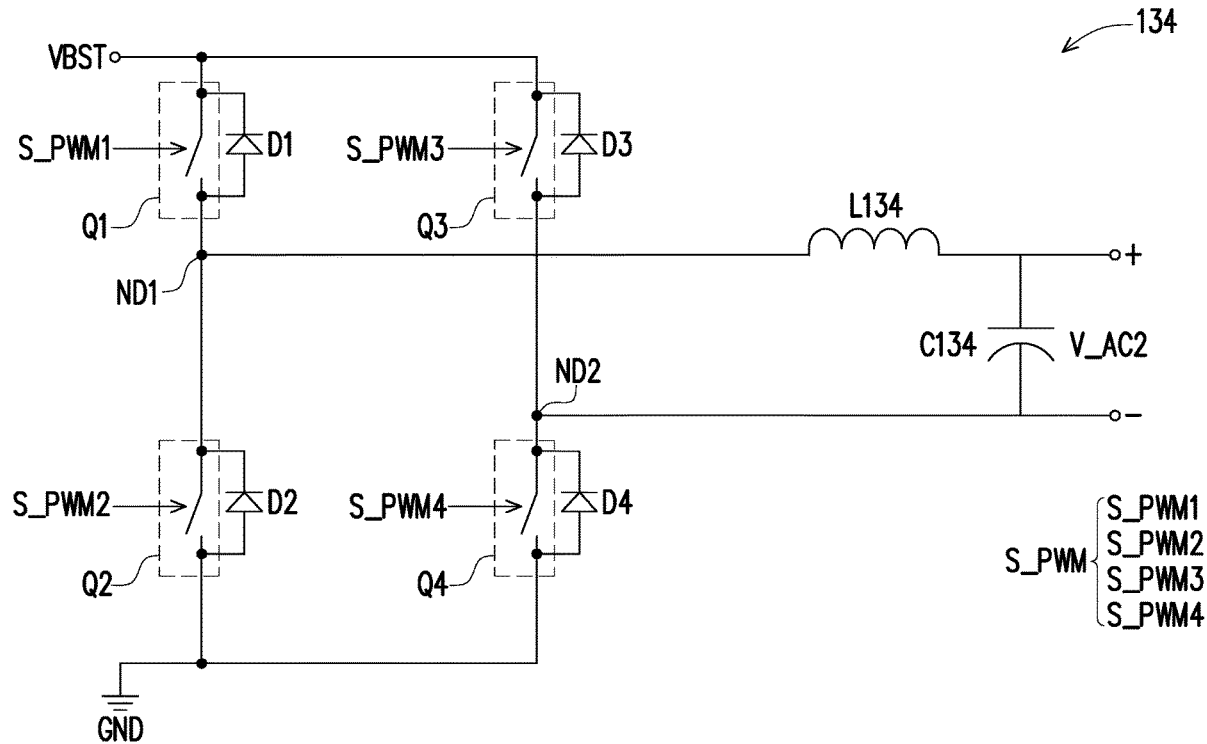 134
VBST
S_PWM1
D1
S_PWM3
D3
Q1
Q3
L134
+
ND1
C134
V_AC2
ND2
-
S_PWM2
D2
S_PWM4
D4
Q2
Q4
S_PWM
S_PWM1
S_PWM2
S_PWM3
S_PWM4
GND